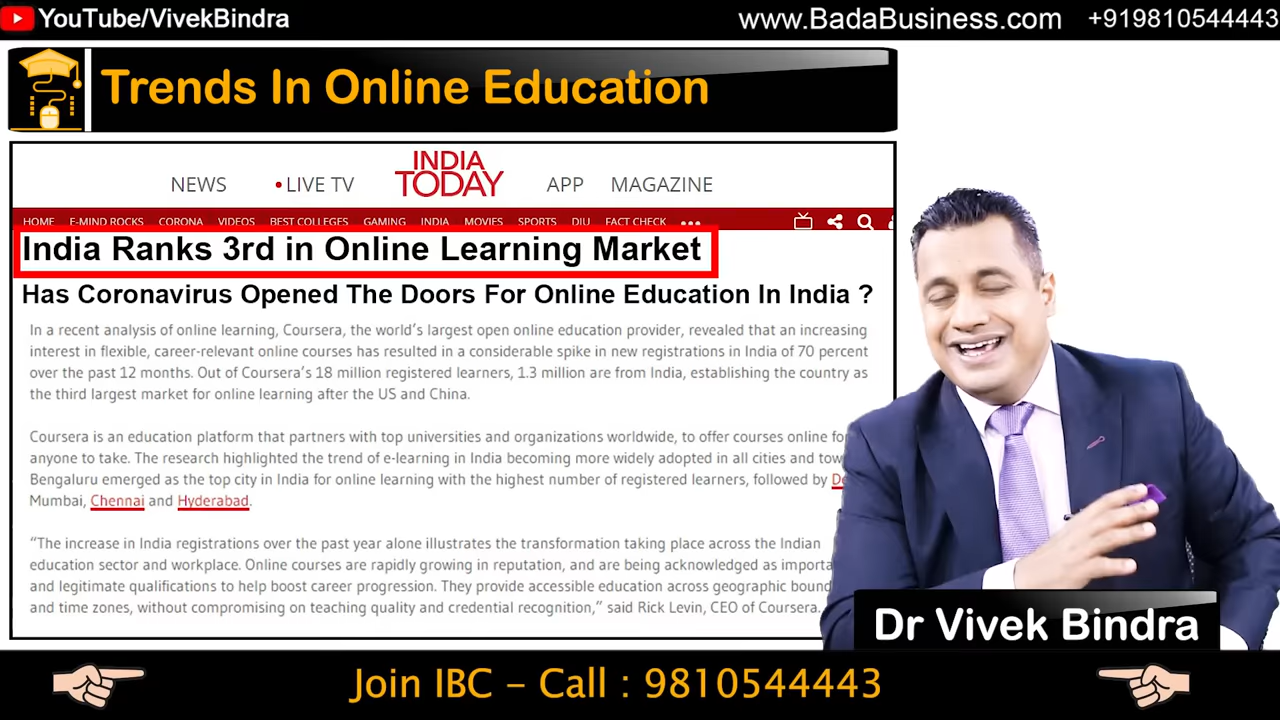 YouTube/VivekBindra
www.BadaBusiness.com +919810544443
Trends In Online Education
INDIA
TODAY
NEWS LIVE TV APP MAGAZINE
HOME E-MIND ROCKS CORONA VIDEOS BEST COLLEGES GAMING INDIA MOVIES SPORTS DIU FACT CHECK
India Ranks 3rd in Online Learning Market
Has Coronavirus Opened The Doors For Online Education In India ?
In a recent analysis of online learning, Coursera, the world's largest open online education provider, revealed that an increasing
interest in flexible, career-relevant online courses has resulted in a considerable spike in new registrations in India of 70 percent
over the past 12 months. Out of Coursera's 18 million registered learners, 1.3 million are from India, establishing the country as
the third largest market for online learning after the US and China.
Coursera is an education platform that partners with top universities and organizations worldwide, to offer courses online for
anyone to take. The research highlighted the trend of e-learning in India becoming more widely adopted in all cities and
Bengaluru emerged as the top city in India for online learning with the highest number of registered learners, followed by
Mumbai, Chennai and Hyderabad.
“The increase in India registrations over the past year alone illustrates the transformation taking place across the Indian
education sector and workplace. Online courses are rapidly growing in reputation, and are being acknowledged as
and legitimate qualifications to help boost career progression. They provide accessible education across geographic
and time zones, without compromising on teaching quality and credential recognition,” said Rick Levin, CEO of Coursera.
Dr Vivek Bindra
Join IBC – Call : 9810544443